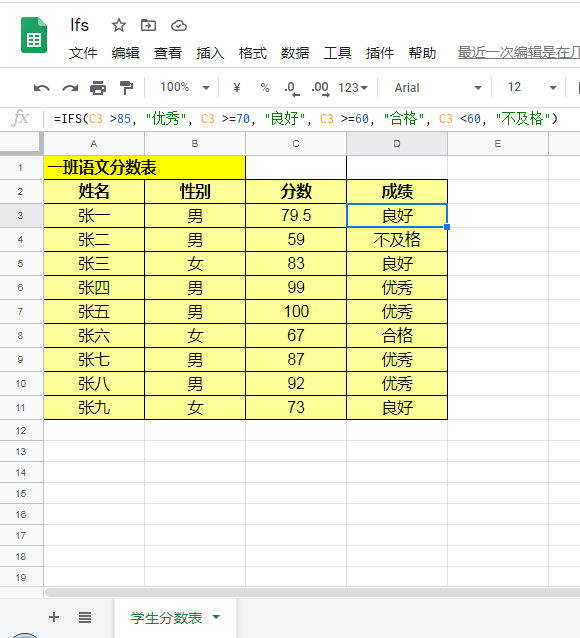 Ifs
文件 编辑 查看 插入 格式 数据 工具 插件 帮助 最近一次编辑是在几
100% ¥ % .0 .00 123 Arial 12
fx =IFS(C3 >85, "优秀", C3 >=70, "良好", C3 >=60, "合格", C3 <60, "不及格")
A B C D E
1 一班语文分数表
2 姓名 性别 分数 成绩
3 张一 男 79.5 良好
4 张二 男 59 不及格
5 张三 女 83 良好
6 张四 男 99 优秀
7 张五 男 100 优秀
8 张六 女 67 合格
9 张七 男 87 优秀
10 张八 男 92 优秀
11 张九 女 73 良好
12
13
14
15
16
17
18
19
学生分数表